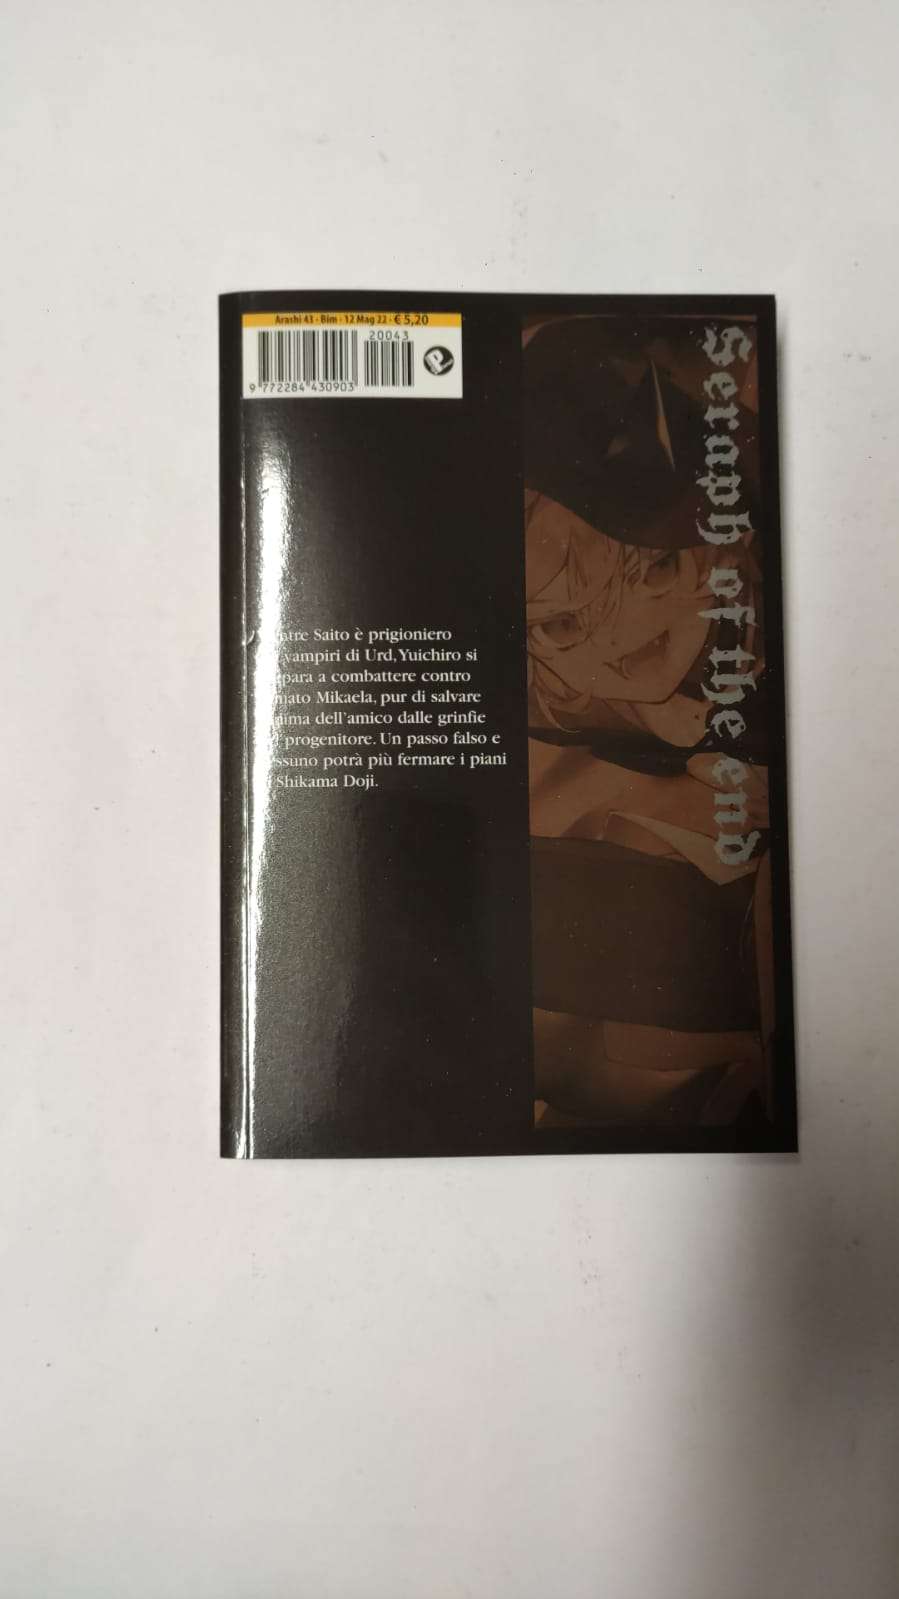 Arashi 43 - Bim - 12 Mag 22 - € 5,20
20043
9 772284 430903
Saito è prigioniero
vampiri di Urd, Yuichiro si
a combattere contro
Mikaela, pur di salvare
dell'amico dalle grinfie
progenitore. Un passo falso e
potrà più fermare i piani
Shikama Doji.
Seraph of the end